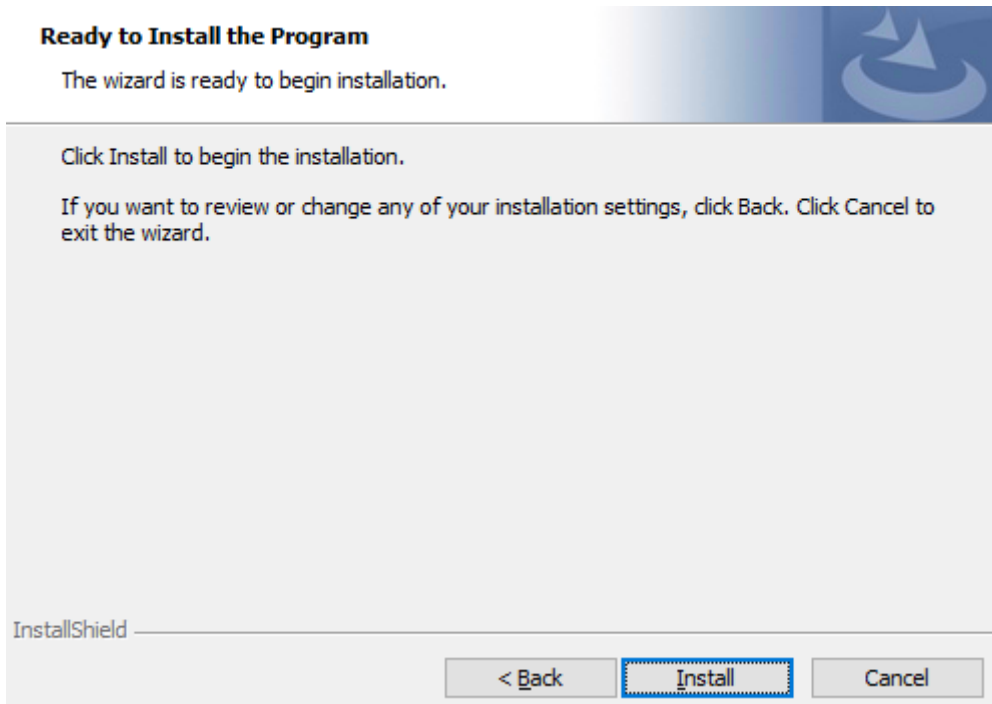 Ready to Install the Program
The wizard is ready to begin installation.
Click Install to begin the installation.
If you want to review or change any of your installation settings, click Back. Click Cancel to
exit the wizard.
InstallShield
< Back
Install
Cancel